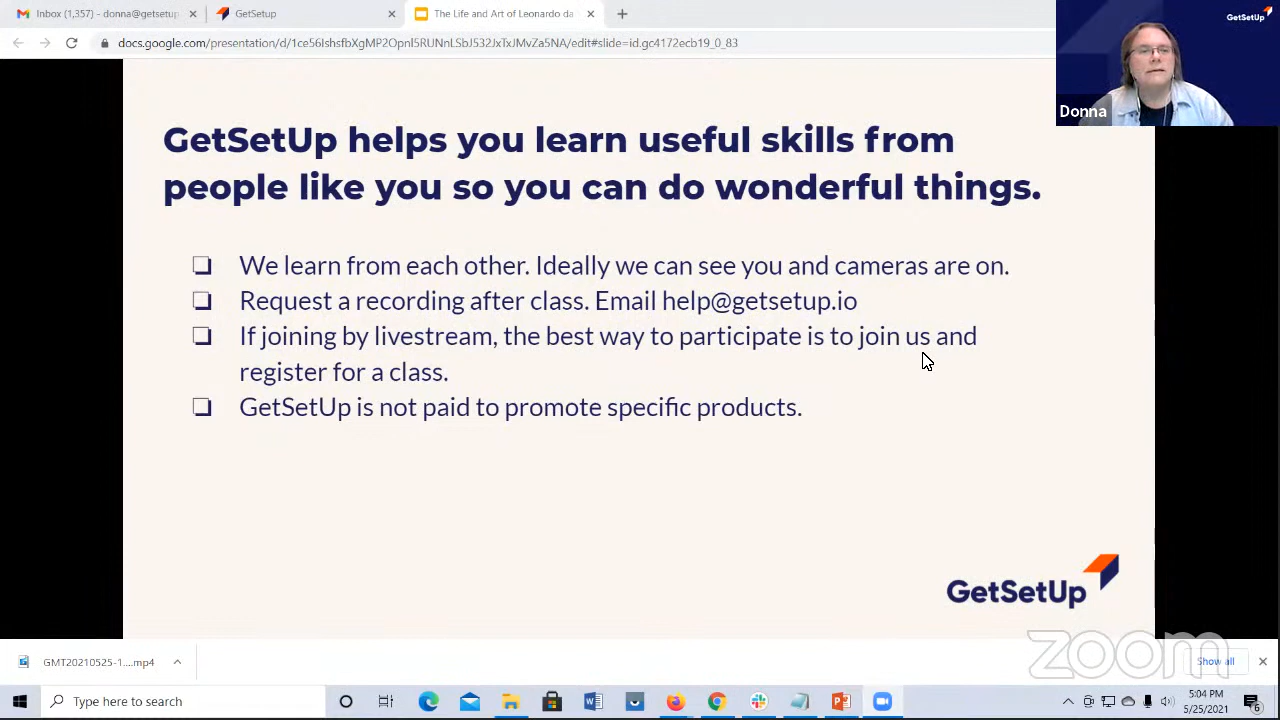 Inbox (1,357) - donna@getsetup
GetSetUp
The Life and Art of Leonardo da
docs.google.com/presentation/d/1ce56IshsfbXgMP2OpnI5RUNnLSbJ532JxTxJMvZa5NA/edit#slide=id.gc4172ecb19_0_83
GetSetUp
Donna
GetSetUp helps you learn useful skills from
people like you so you can do wonderful things.
We learn from each other. Ideally we can see you and cameras are on.
Request a recording after class. Email help@getsetup.io
If joining by livestream, the best way to participate is to join us and
register for a class.
GetSetUp is not paid to promote specific products.
GetSetUp
zoom
GMT20210525-1....mp4
Show all
Type here to search
5:04 PM
5/25/2021
6